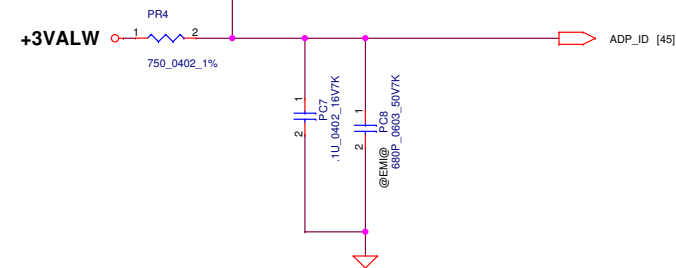 PR4
+3VALW
1
2
ADP_ID [45]
750_0402_1%
1
2
PC7
.1U_0402_16V7K
1
2
@EMI@
PC8
680P_0603_50V7K